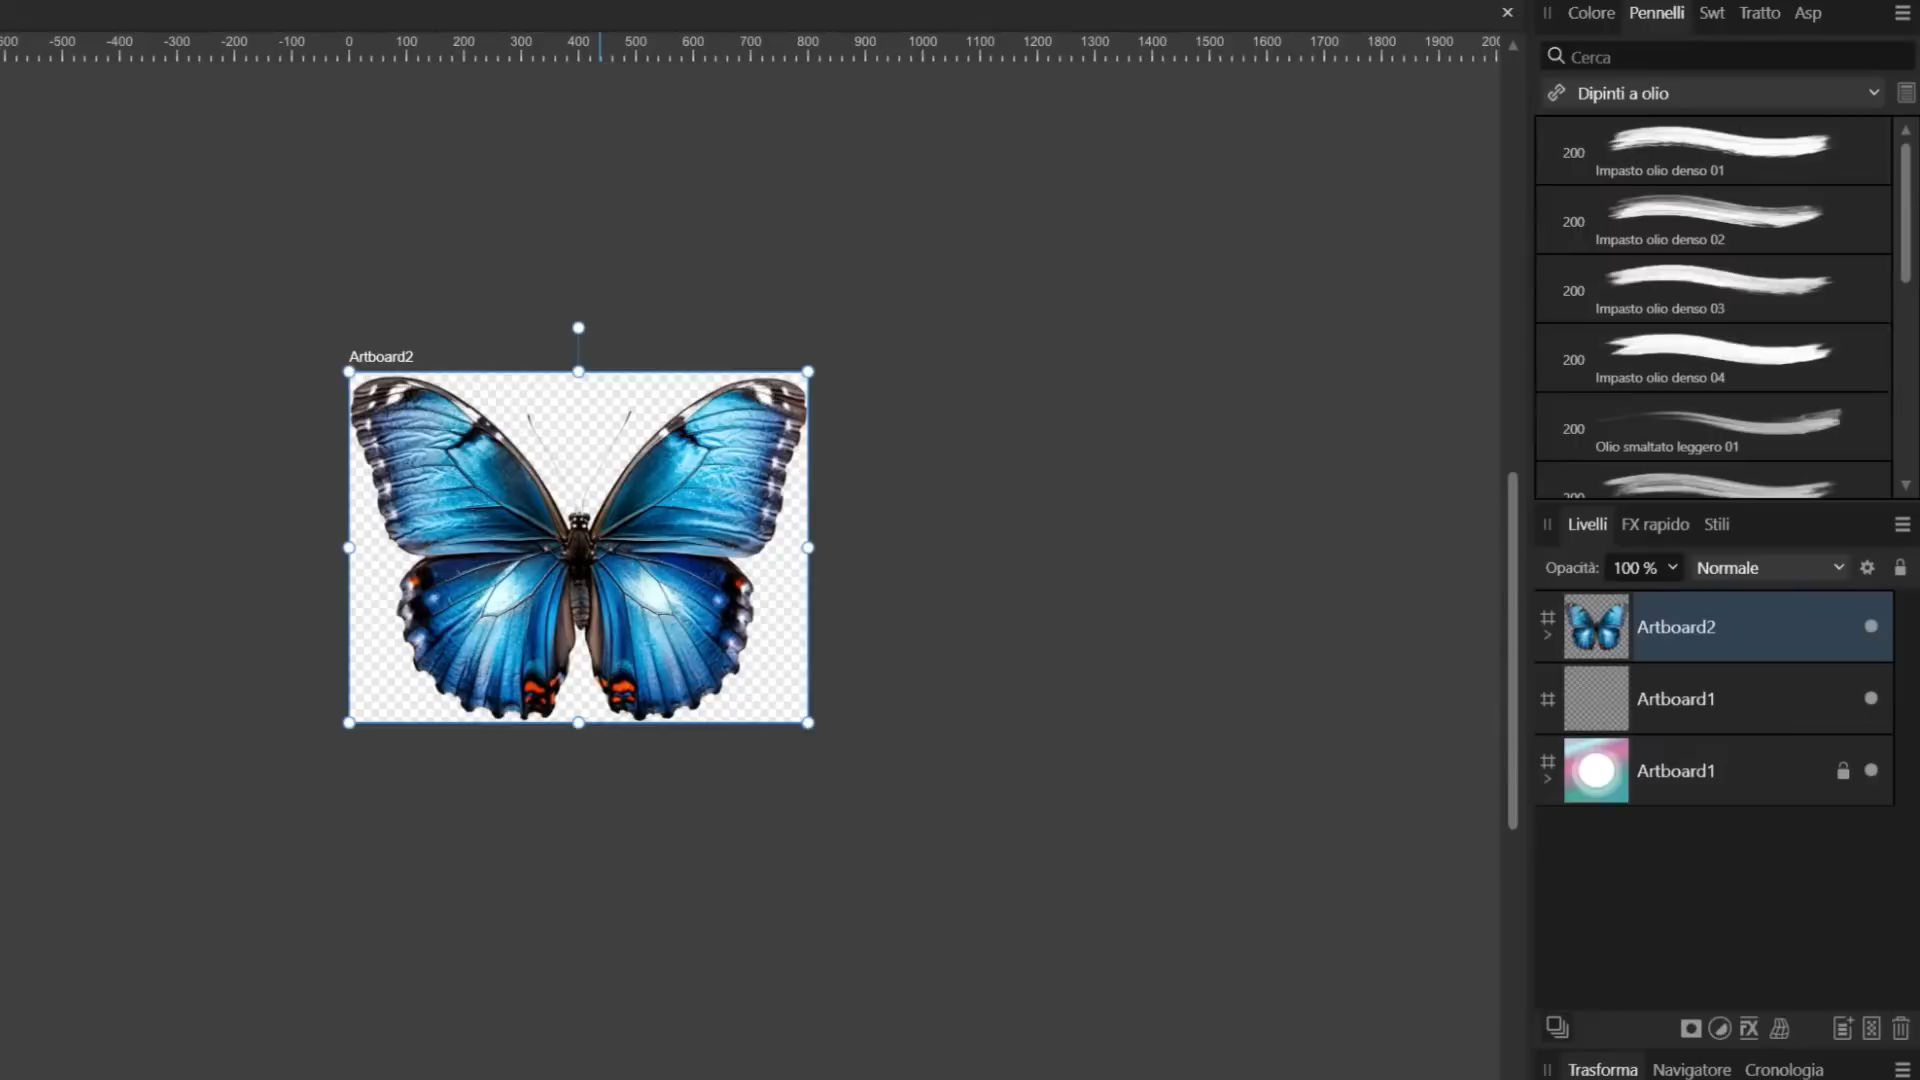 Colore Pennelli Swt Tratto Asp
-500 -400 -300 -200 -100 0 100 200 300 400 500 600 700 800 900 1000 1100 1200 1300 1400 1500 1600 1700 1800 1900
Cerca
Dipinti a olio
200
Impasto olio denso 01
200
Impasto olio denso 02
200
Impasto olio denso 03
Artboard2
200
Impasto olio denso 04
200
Olio smaltato leggero 01
Livelli FX rapido Stili
Opacità: 100 % Normale
Artboard2
Artboard1
Artboard1
FX
Trasforma Navigatore Cronologia